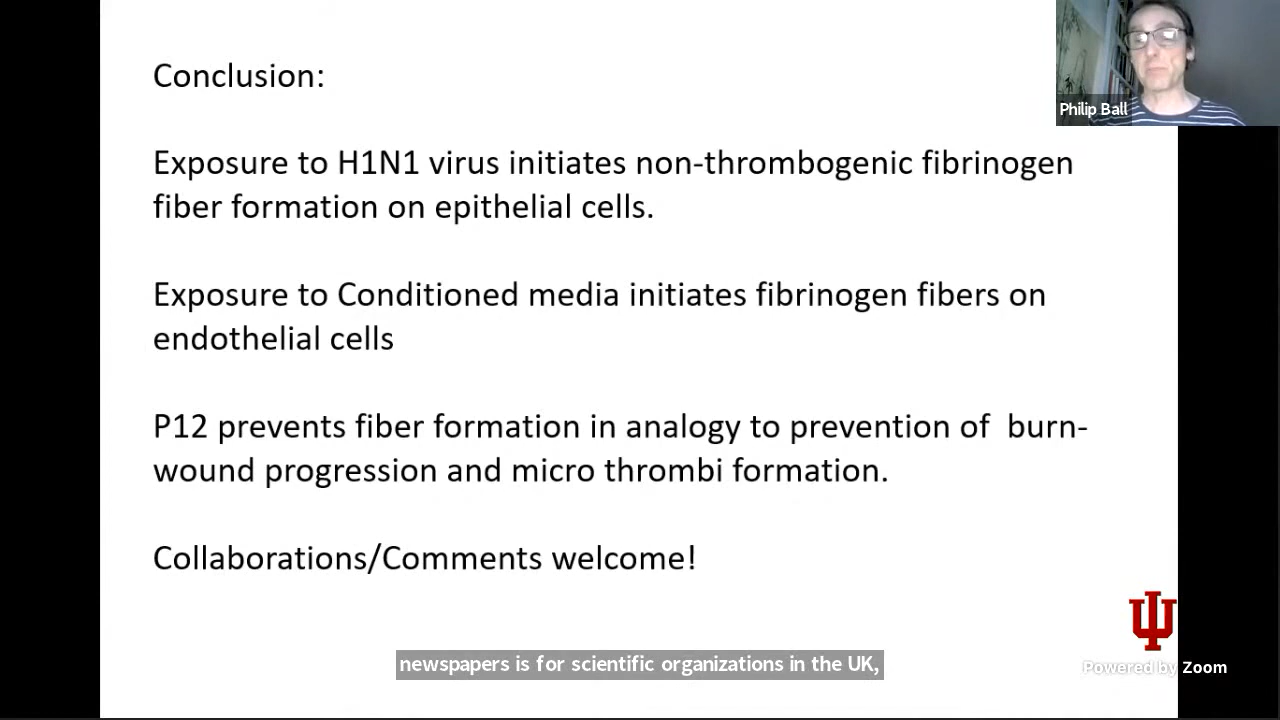 Conclusion:
Philip Ball
Exposure to H1N1 virus initiates non-thrombogenic fibrinogen
fiber formation on epithelial cells.
Exposure to Conditioned media initiates fibrinogen fibers on
endothelial cells
P12 prevents fiber formation in analogy to prevention of  burn-
wound progression and micro thrombi formation.
Collaborations/Comments welcome!
newspapers is for scientific organizations in the UK,
Powered by Zoom